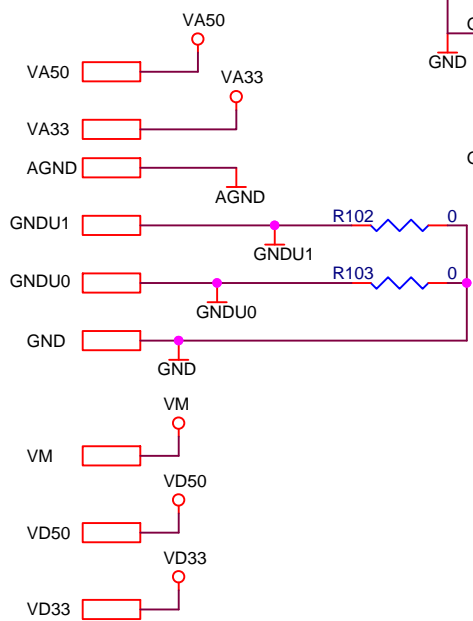 VA50
GND
VA50
VA33
VA33
AGND
AGND
R102 0
GNDU1
GNDU1
R103 0
GNDU0
GNDU0
GND
GND
VM
VM
VD50
VD50
VD33
VD33